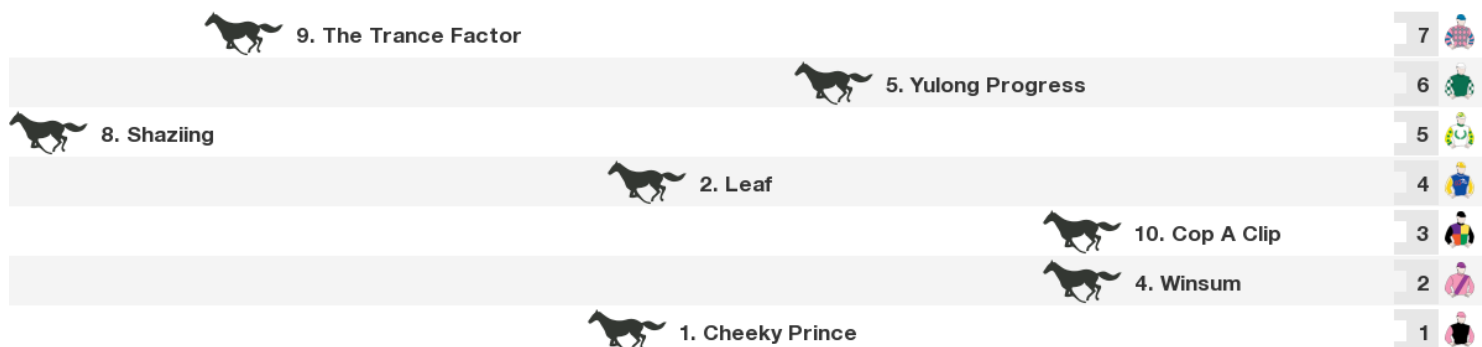 9. The Trance Factor 7
5. Yulong Progress 6
8. Shaziing 5
2. Leaf 4
10. Cop A Clip 3
4. Winsum 2
1. Cheeky Prince 1